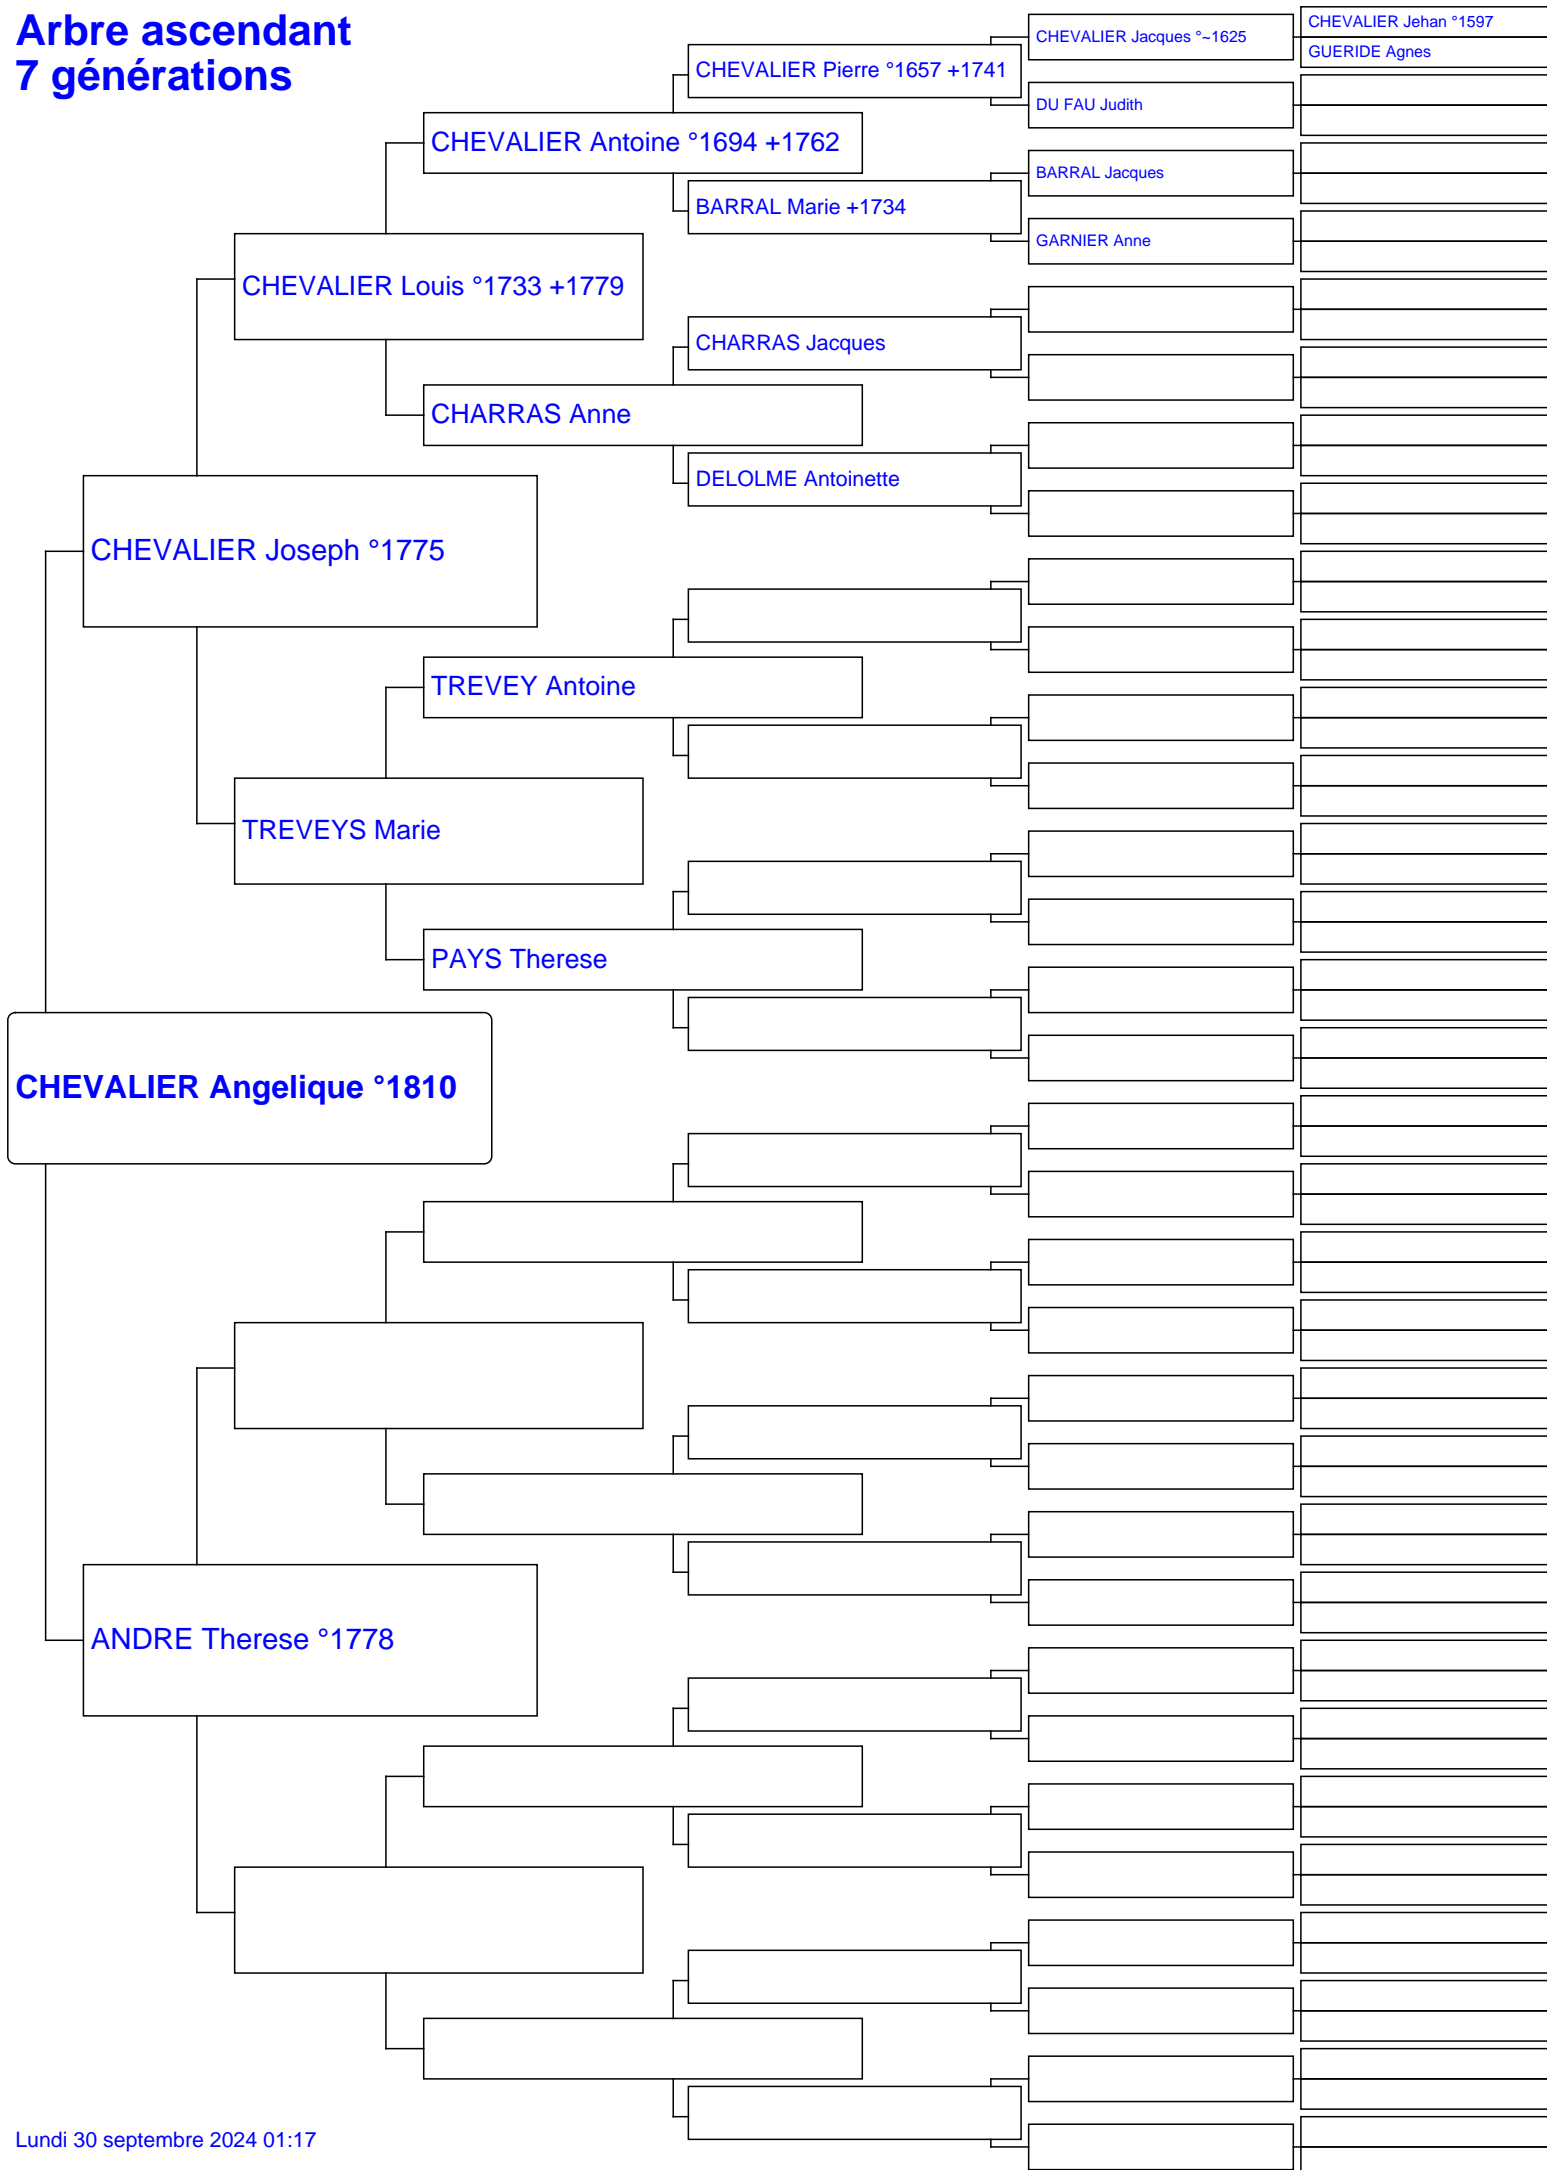 Arbre ascendant
7 générations
CHEVALIER Jehan °1597
CHEVALIER Jacques °~1625
GUERIDE Agnes
CHEVALIER Pierre °1657 +1741
DU FAU Judith
CHEVALIER Antoine °1694 +1762
BARRAL Jacques
BARRAL Marie +1734
GARNIER Anne
CHEVALIER Louis °1733 +1779
CHARRAS Jacques
CHARRAS Anne
DELOLME Antoinette
CHEVALIER Joseph °1775
TREVEY Antoine
TREVEYS Marie
PAYS Therese
CHEVALIER Angelique °1810
ANDRE Therese °1778
Lundi 30 septembre 2024 01:17